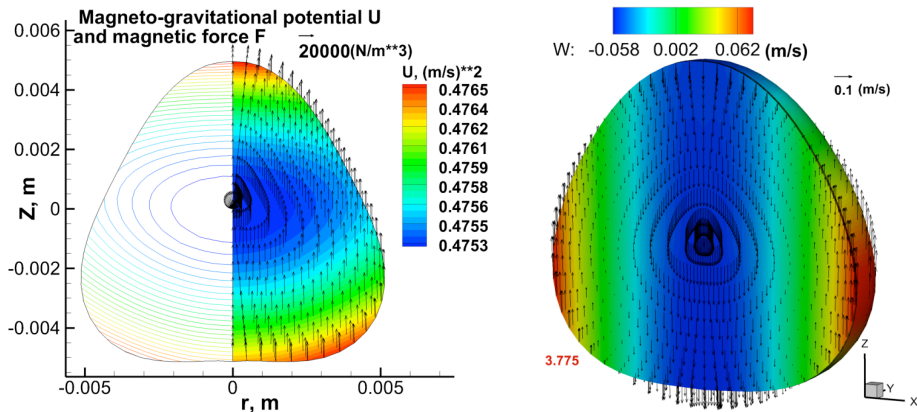 Magneto-gravitational potential U
and magnetic force F
20000(N/m**3)
U, (m/s)**2
0.4765
0.4764
0.4762
0.4761
0.4759
0.4758
0.4756
0.4755
0.4753
0.006
0.004
0.002
0
-0.002
-0.004
Z, m
-0.005 0 0.005
r, m
W: -0.058 0.002 0.062 (m/s)
0.1 (m/s)
3.775
Z
Y
X